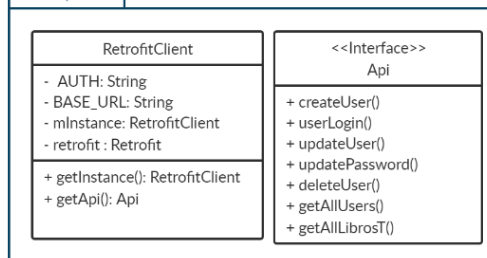 RetrofitClient
- AUTH: String
- BASE_URL: String
- mInstance: RetrofitClient
- retrofit : Retrofit
+ getInstance(): RetrofitClient
+ getApi(): Api
<<Interface>>
Api
+ createUser()
+ userLogin()
+ updateUser()
+ updatePassword()
+ deleteUser()
+ getAllUsers()
+ getAllLibrosT()